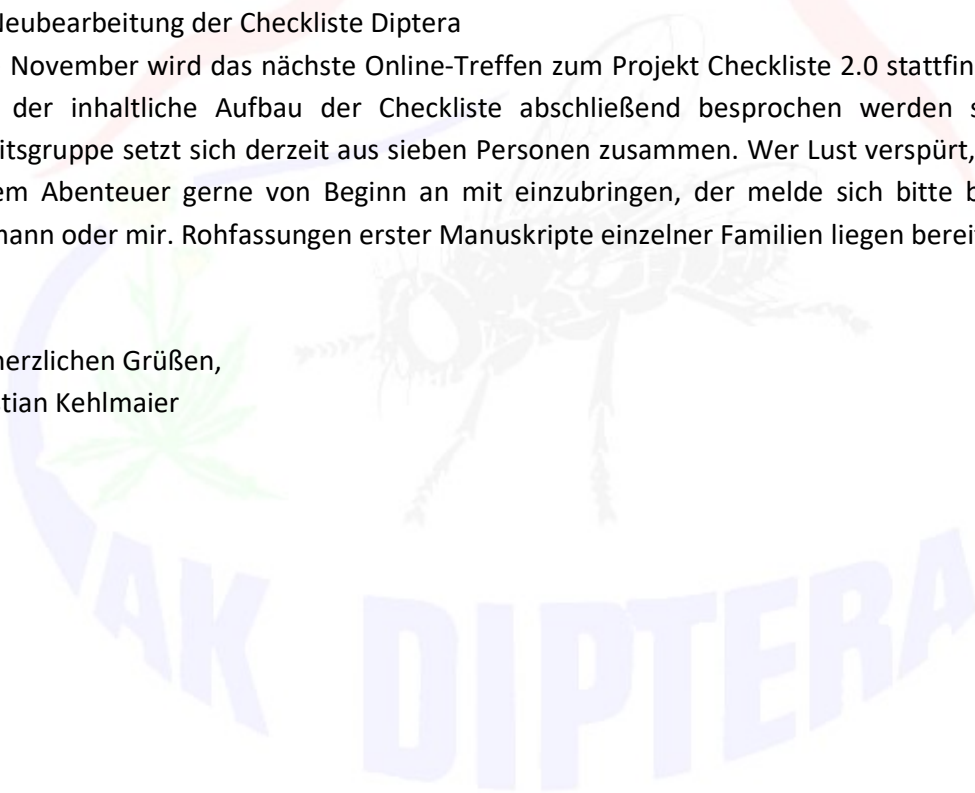 Neubearbeitung der Checkliste Diptera
November wird das nächste Online-Treffen zum Projekt Checkliste 2.0 stattfin
der inhaltliche Aufbau der Checkliste abschließend besprochen werden s
itsgruppe setzt sich derzeit aus sieben Personen zusammen. Wer Lust verspürt,
em Abenteuer gerne von Beginn an mit einzubringen, der melde sich bitte b
mann oder mir. Rohfassungen erster Manuskripte einzelner Familien liegen berei
herzlichen Grüßen,
tian Kehlmaier
AK DIPTERA